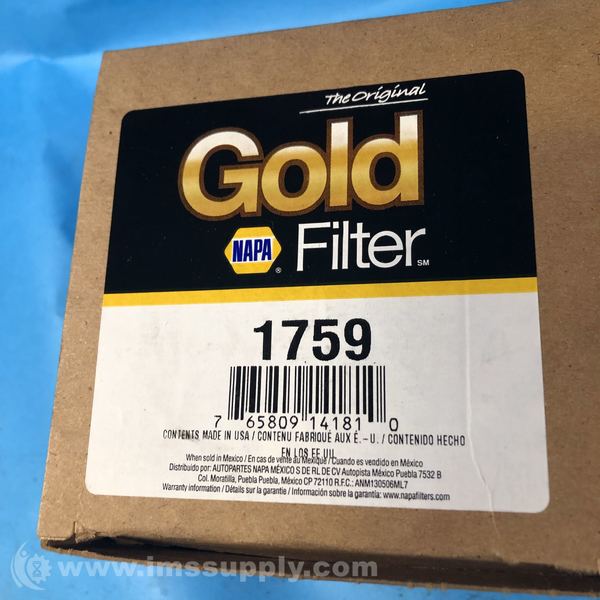 The Original
Gold
NAPA ® Filter SM
1759
7 65809 14181 0
CONTENTS MADE IN USA / CONTENU FABRIQUÉ AUX É. - U. / CONTENIDO HECHO
EN LOS EE UU.
When sold in Mexico / En cas de vente au Mexique / Cuando es vendido en México
Distribuido por: AUTOPARTES NAPA MÉXICO S DE RL DE CV Autopista México Puebla 7532 B
Col. Moratilla, Puebla Puebla, México CP 72110 R.F.C.: ANM130506ML7
Warranty information / Détails sur la garantie / Información sobre la garantía: www.napafilters.com
www.imssupply.com